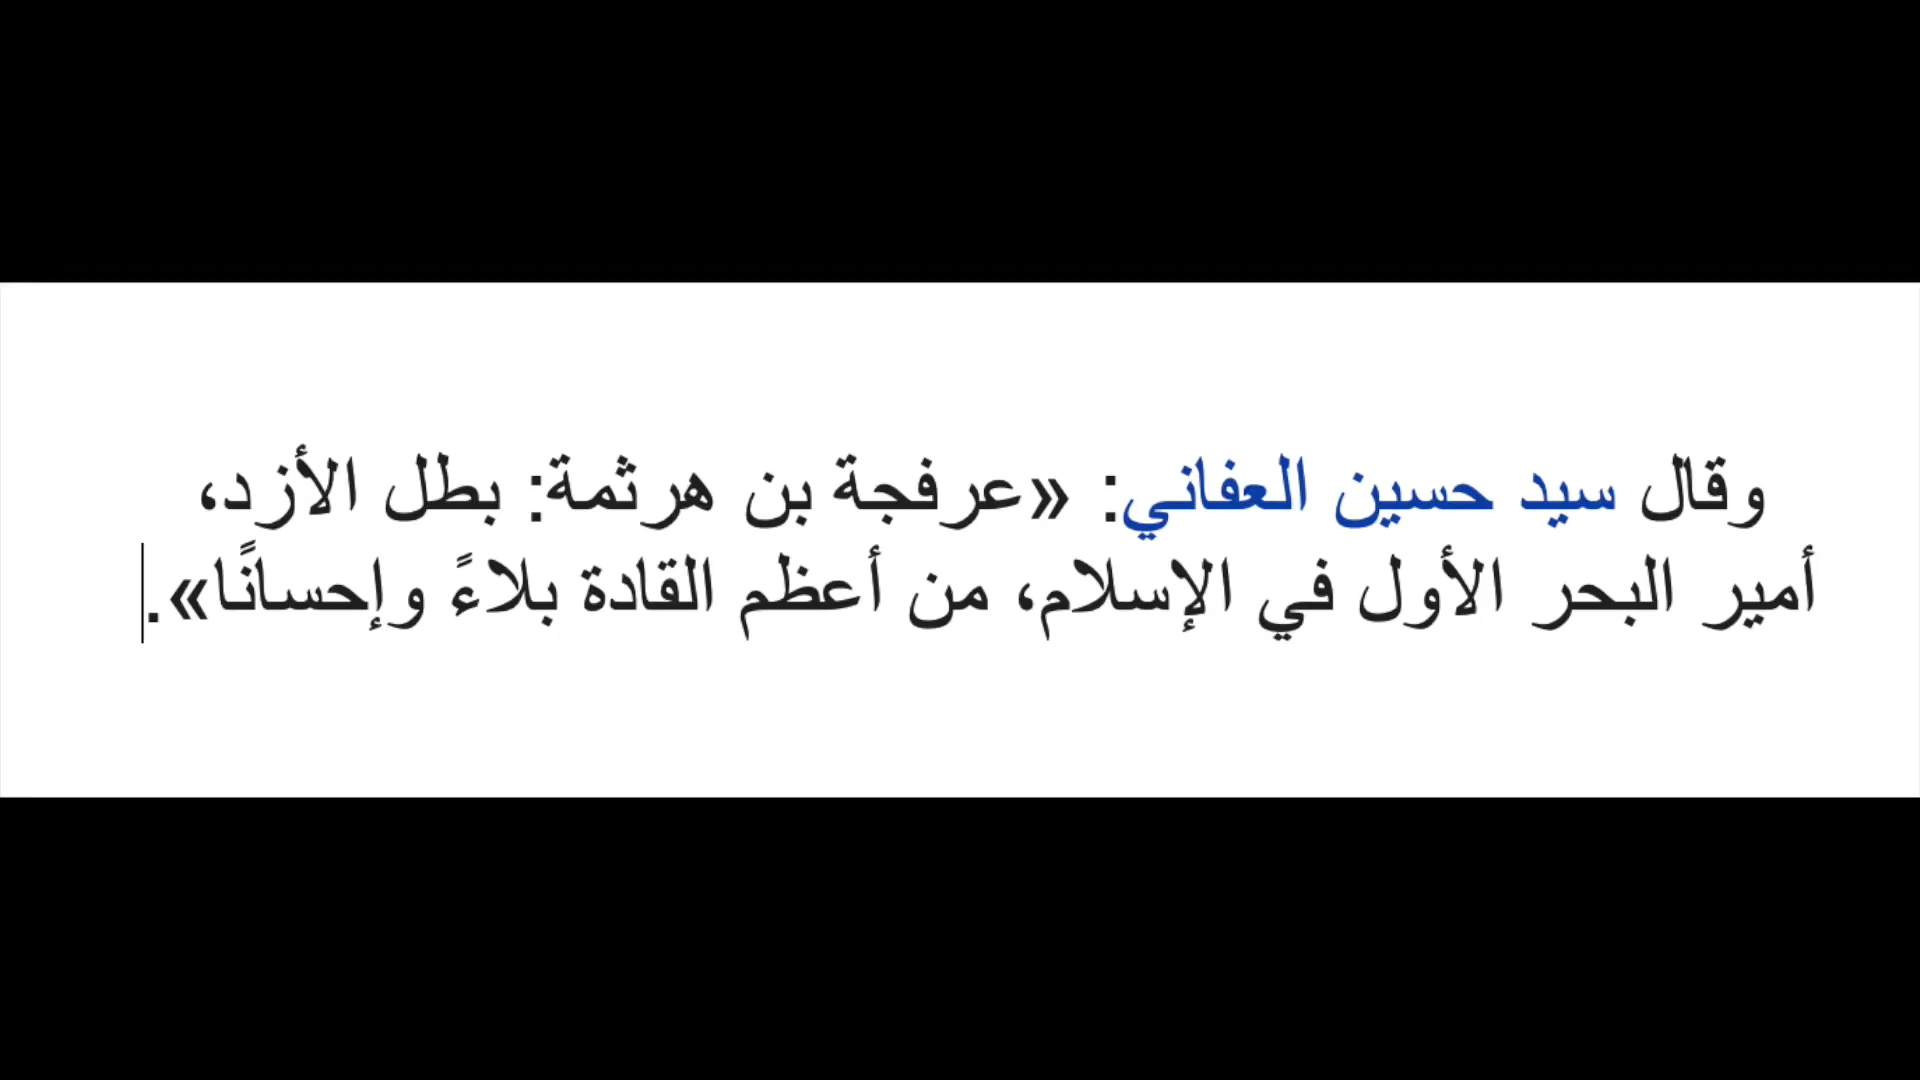 وقال سيد حسين العفاني: «عرفجة بن هرثمة: بطل الأزد،
أمير البحر الأول في الإسلام، من أعظم القادة بلاءً وإحسانًا».